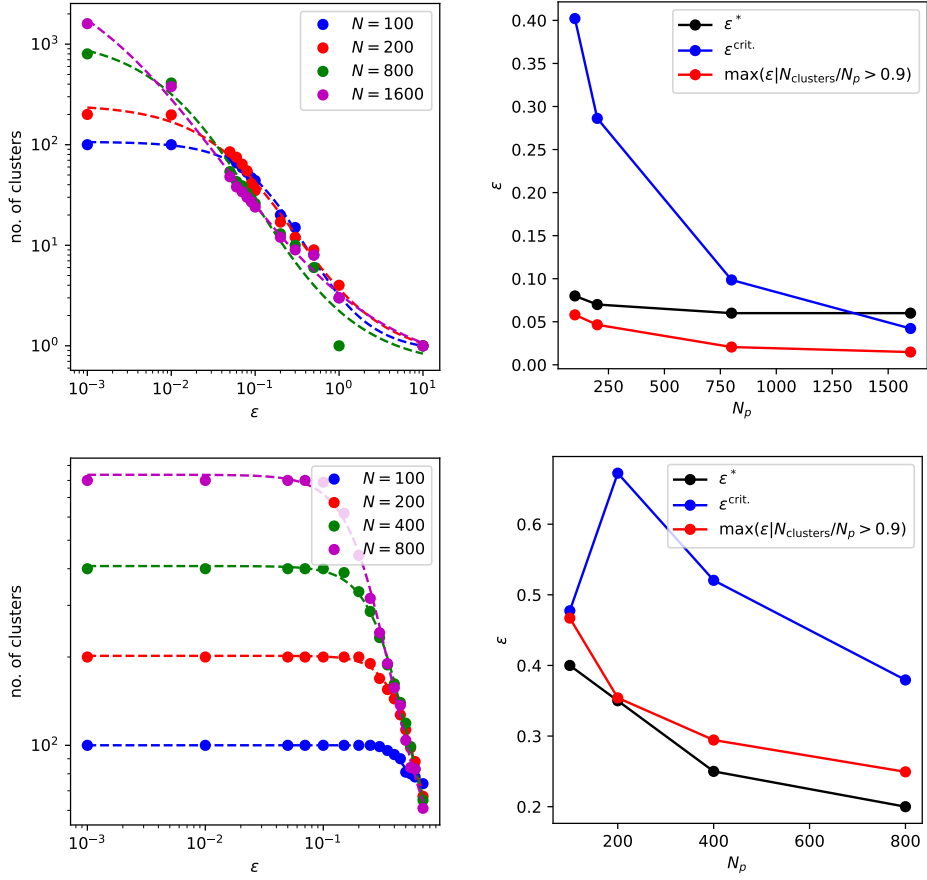 no. of clusters
10³
10²
10¹
10⁰
N = 100
N = 200
N = 800
N = 1600
10⁻³
10⁻²
10⁻¹
10⁰
10¹
ε
ε
0.40
0.35
0.30
0.25
0.20
0.15
0.10
0.05
0.00
ε*
ε^crit.
max(ε|N_clusters/N_p > 0.9)
250
500
750
1000
1250
1500
N_p
no. of clusters
10²
N = 100
N = 200
N = 400
N = 800
10⁻³
10⁻²
10⁻¹
ε
ε
0.6
0.5
0.4
0.3
0.2
ε*
ε^crit.
max(ε|N_clusters/N_p > 0.9)
200
400
600
800
N_p